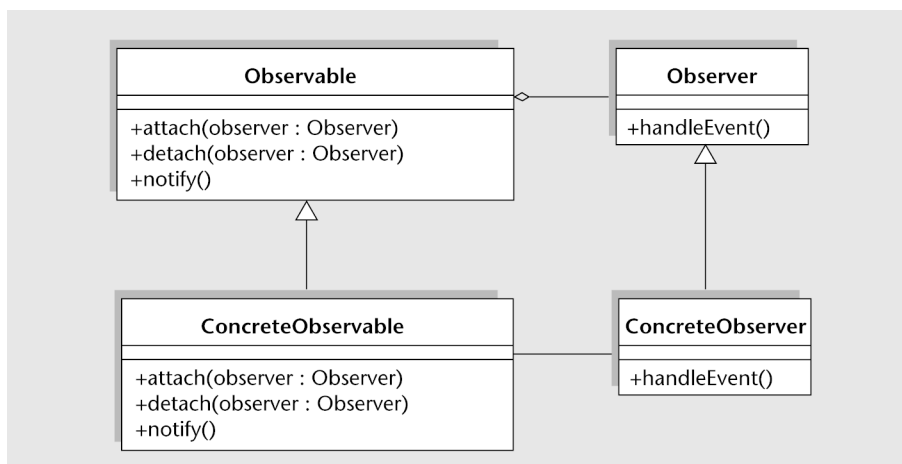 Observable
+attach(observer : Observer)
+detach(observer : Observer)
+notify()
Observer
+handleEvent()
ConcreteObservable
+attach(observer : Observer)
+detach(observer : Observer)
+notify()
ConcreteObserver
+handleEvent()